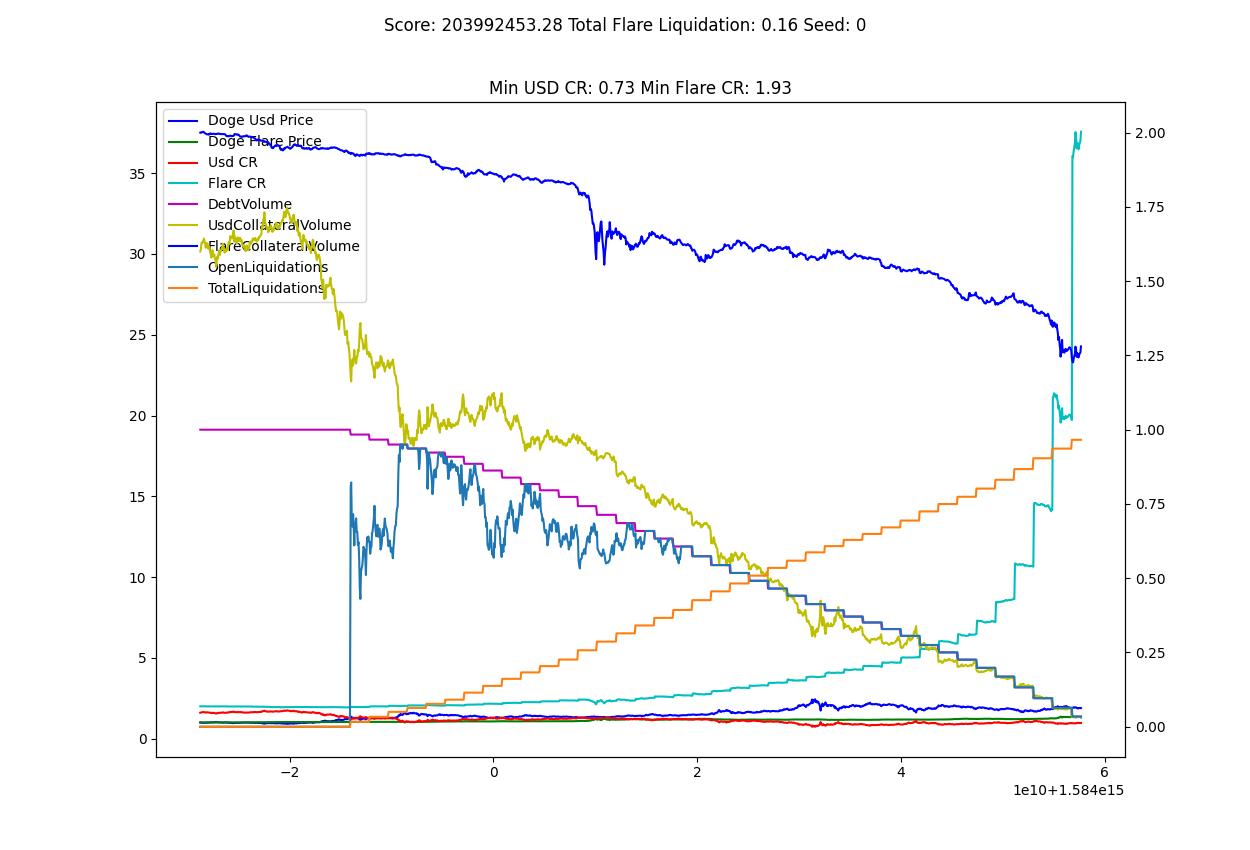 Score: 203992453.28 Total Flare Liquidation: 0.16 Seed: 0
Min USD CR: 0.73 Min Flare CR: 1.93
Doge Usd Price
Doge Flare Price
Usd CR
Flare CR
DebtVolume
UsdCollateralVolume
FlareCollateralVolume
OpenLiquidations
TotalLiquidations
35
30
25
20
15
10
5
0
2.00
1.75
1.50
1.25
1.00
0.75
0.50
0.25
0.00
−2
0
2
4
6
1e10+1.584e15